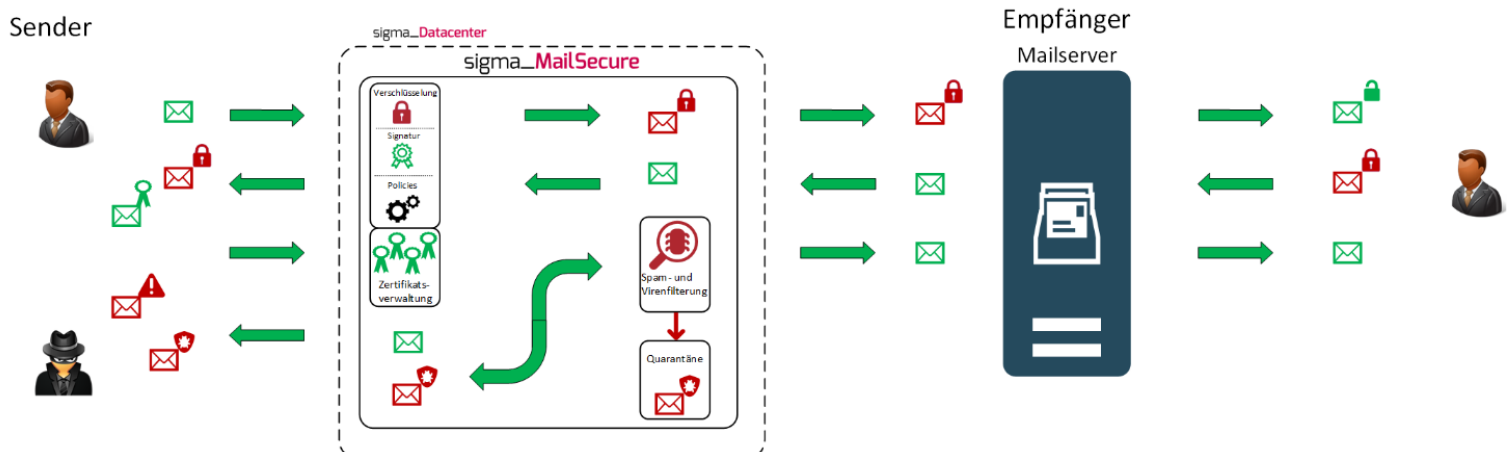 Sender
sigma_Datacenter
sigma_MailSecure
Verschlüsselung
Signatur
Policies
Zertifikats-
verwaltung
Spam- und
Virenfilterung
Quarantäne
Empfänger
Mailserver